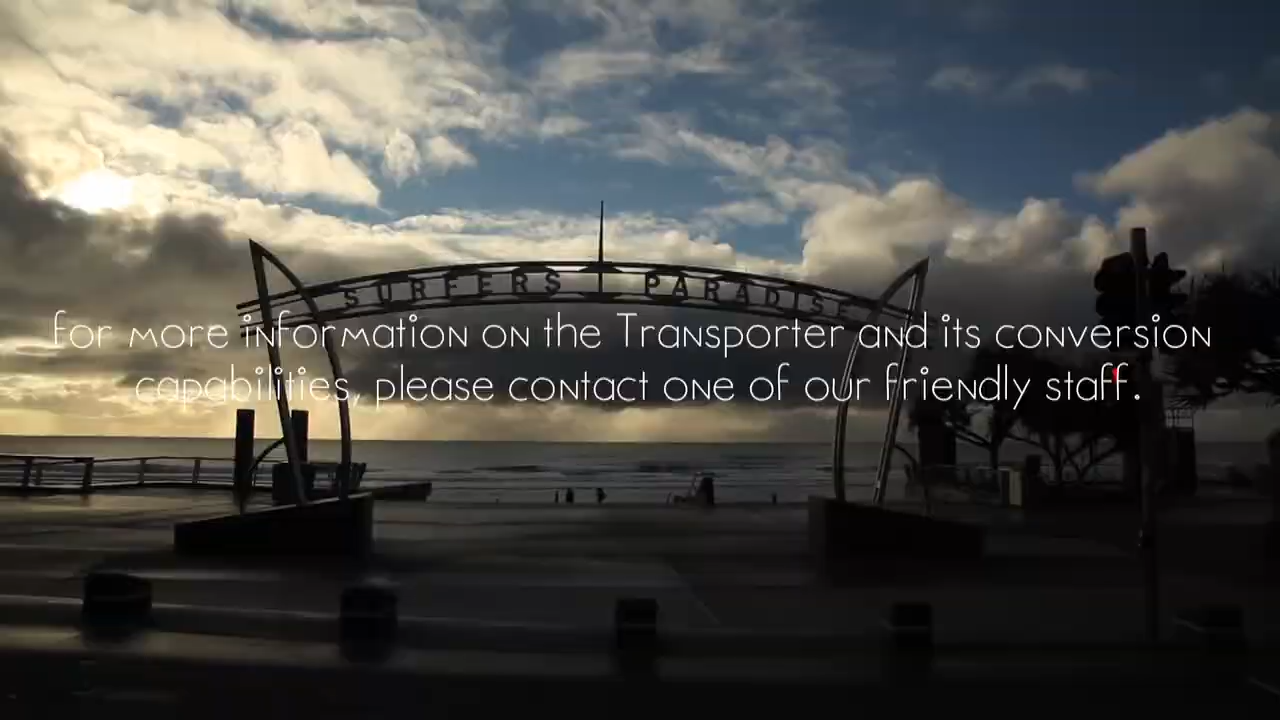 SURFERS PARADISE
for more information on the Transporter and its conversion
capabilities, please contact one of our friendly staff.